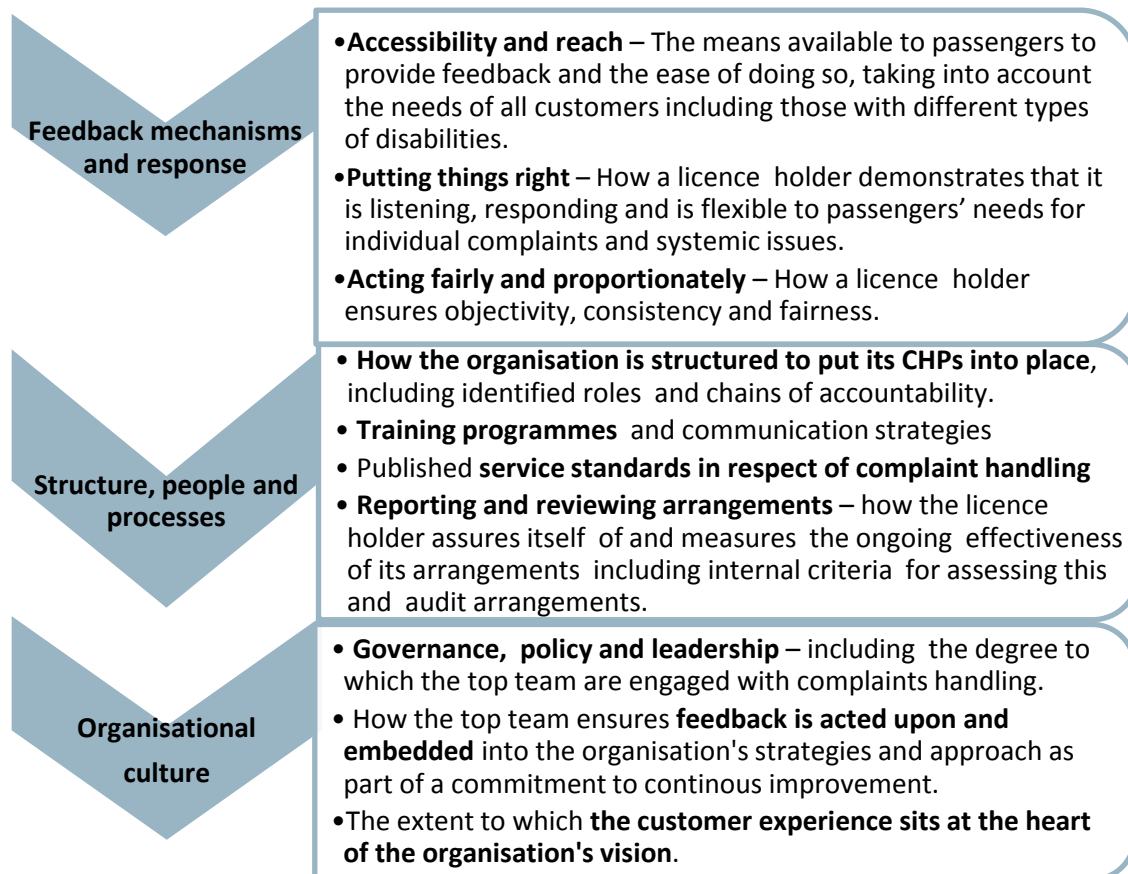 Feedback mechanisms
and response
•Accessibility and reach – The means available to passengers to
provide feedback and the ease of doing so, taking into account
the needs of all customers including those with different types
of disabilities.
•Putting things right – How a licence holder demonstrates that it
is listening, responding and is flexible to passengers’ needs for
individual complaints and systemic issues.
•Acting fairly and proportionately – How a licence holder
ensures objectivity, consistency and fairness.
Structure, people and
processes
• How the organisation is structured to put its CHPs into place,
including identified roles and chains of accountability.
• Training programmes and communication strategies
• Published service standards in respect of complaint handling
• Reporting and reviewing arrangements – how the licence
holder assures itself of and measures the ongoing effectiveness
of its arrangements including internal criteria for assessing this
and audit arrangements.
Organisational
culture
• Governance, policy and leadership – including the degree to
which the top team are engaged with complaints handling.
• How the top team ensures feedback is acted upon and
embedded into the organisation's strategies and approach as
part of a commitment to continous improvement.
•The extent to which the customer experience sits at the heart
of the organisation's vision.